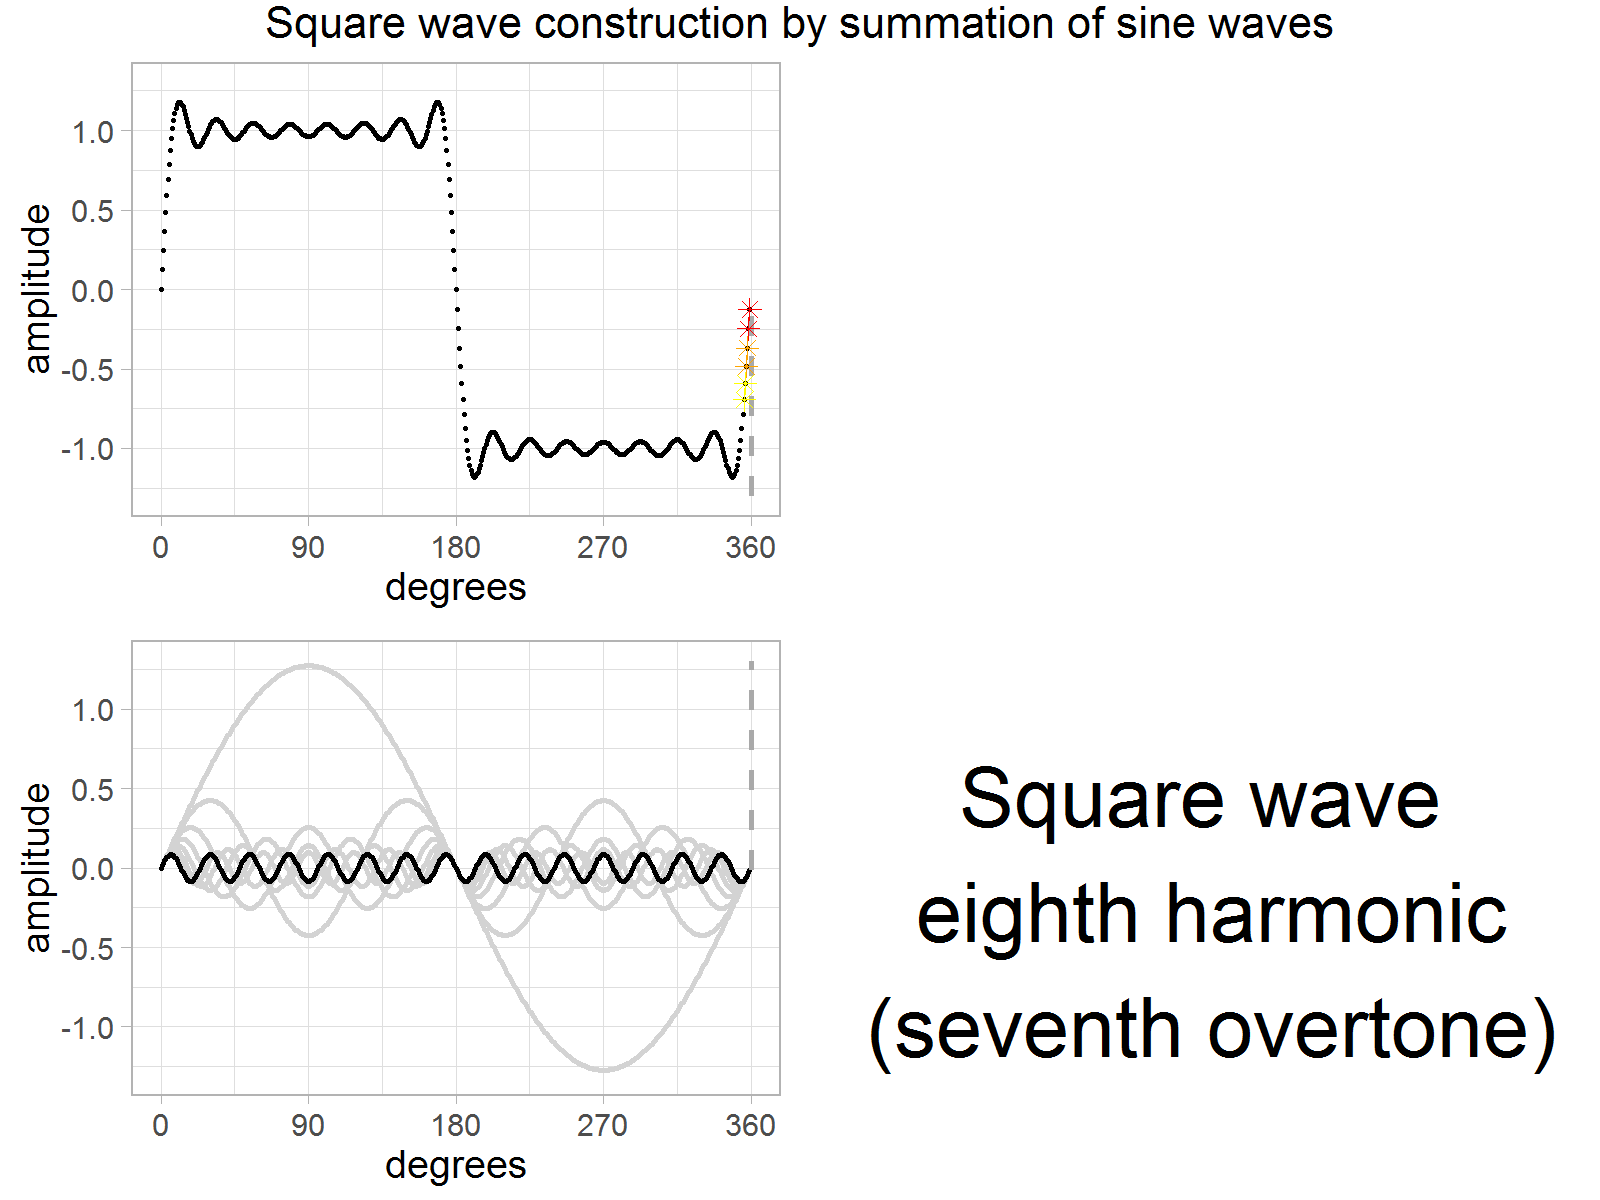 Square wave construction by summation of sine waves
1.0
0.5
0.0
-0.5
-1.0
amplitude
0 90 180 270 360
degrees
1.0
0.5
0.0
-0.5
-1.0
amplitude
0 90 180 270 360
degrees
Square wave
eighth harmonic
(seventh overtone)